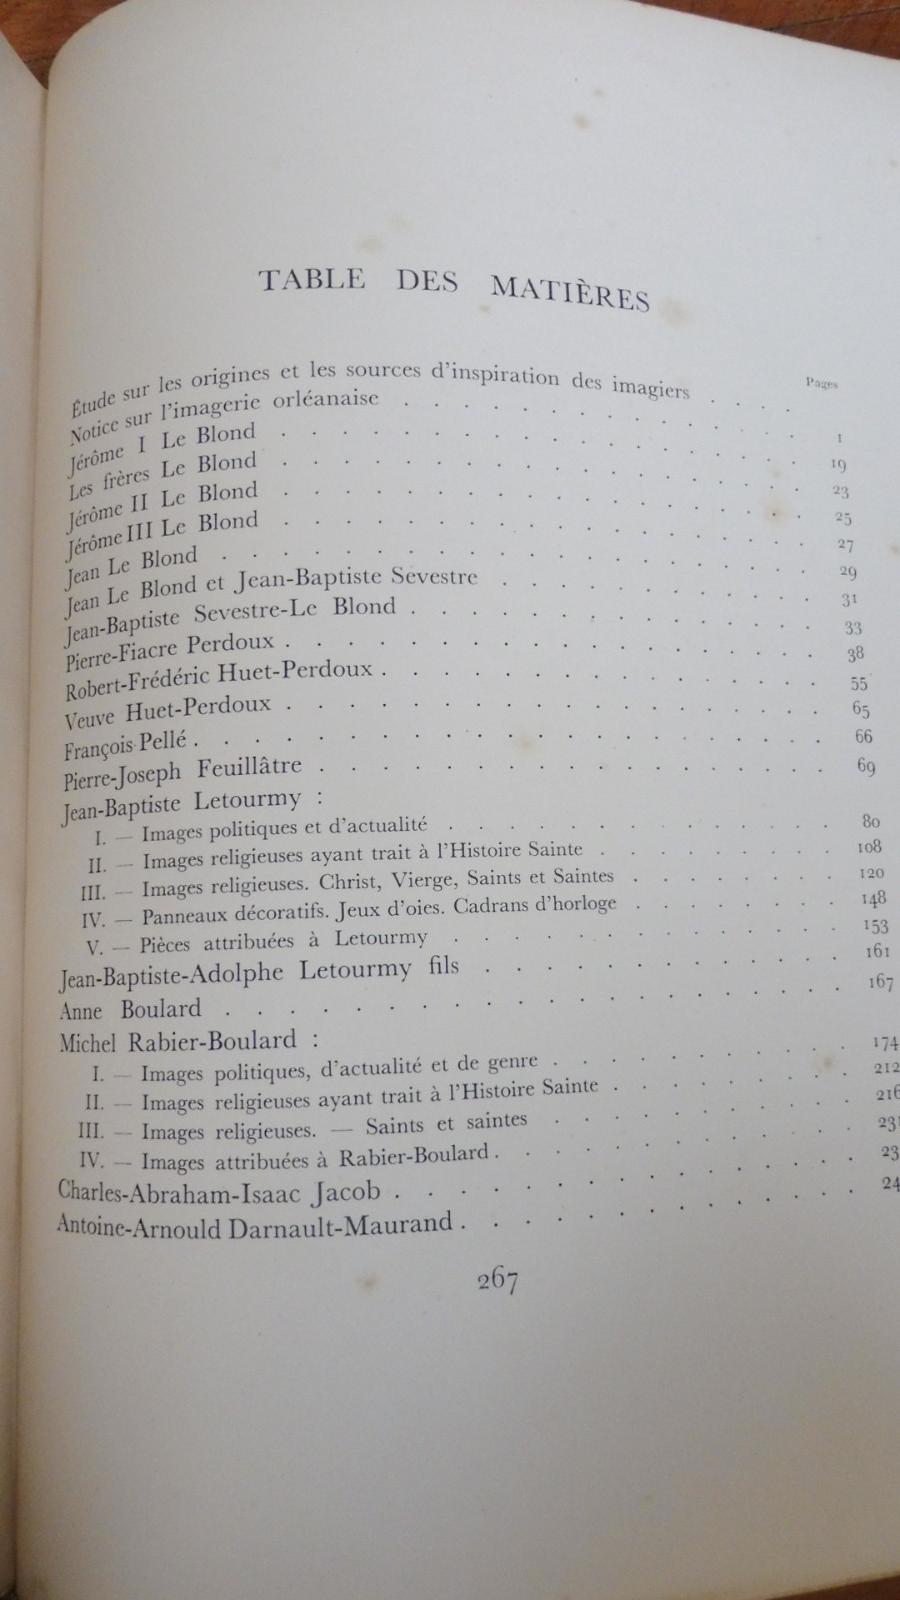 TABLE DES MATIÈRES
Pages
Étude sur les origines et les sources d'inspiration des imagiers . . . . 1
Notice sur l'imagerie orléanaise . . . . 19
Jérôme I Le Blond . . . . 23
Les frères Le Blond . . . . 25
Jérôme II Le Blond . . . . 27
Jérôme III Le Blond . . . . 29
Jean Le Blond . . . . 31
Jean Le Blond et Jean-Baptiste Sevestre . . . . 33
Jean-Baptiste Sevestre-Le Blond . . . . 38
Pierre-Fiacre Perdoux . . . . 55
Robert-Frédéric Huet-Perdoux . . . . 65
Veuve Huet-Perdoux . . . . 66
François Pellé . . . . 69
Pierre-Joseph Feuillâtre . . . .
Jean-Baptiste Letourmy :
I. — Images politiques et d'actualité . . . . 80
II. — Images religieuses ayant trait à l'Histoire Sainte . . . . 108
III. — Images religieuses. Christ, Vierge, Saints et Saintes . . . . 120
IV. — Panneaux décoratifs. Jeux d'oies. Cadrans d'horloge . . . . 148
V. — Pièces attribuées à Letourmy . . . . 153
Jean-Baptiste-Adolphe Letourmy fils . . . . 161
Anne Boulard . . . . 167
Michel Rabier-Boulard :
I. — Images politiques, d'actualité et de genre . . . . 174
II. — Images religieuses ayant trait à l'Histoire Sainte . . . . 212
III. — Images religieuses. — Saints et saintes . . . . 216
IV. — Images attribuées à Rabier-Boulard . . . . 231
Charles-Abraham-Isaac Jacob . . . . 23
Antoine-Arnould Darnault-Maurand . . . . 24
267